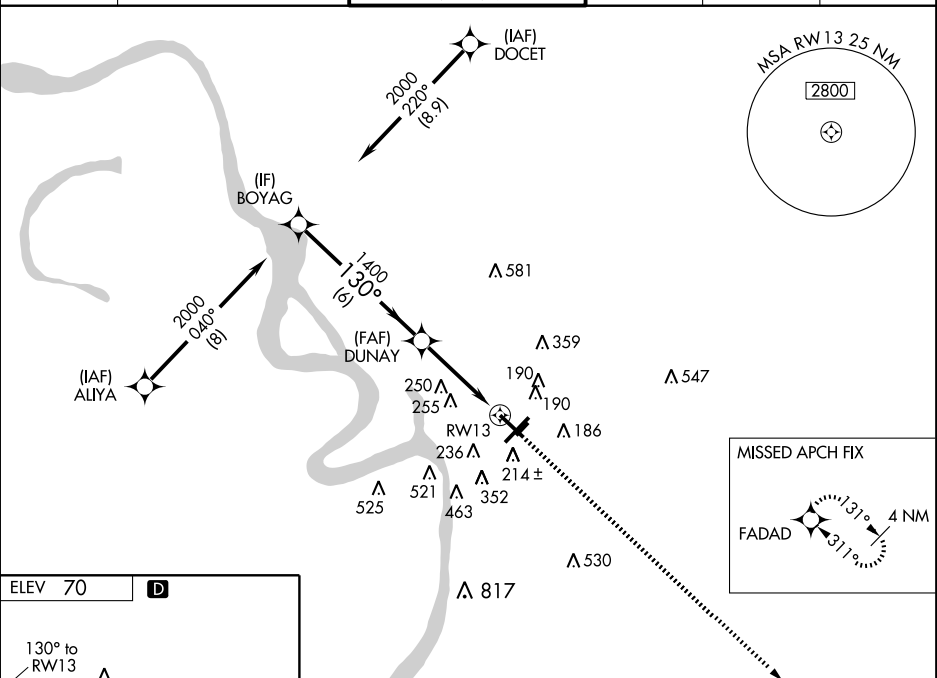 (IAF)
DOCET
2000
220°
(8.9)
MSA RW13 25 NM
2800
(IF)
BOYAG
1400
130°
(6)
581
2000
040°
(8)
(IAF)
ALIYA
(FAF)
DUNAY
359
190
190
547
250
255
RW13
186
236
214 ±
521
352
525
463
530
817
MISSED APCH FIX
FADAD
131°
311°
4 NM
ELEV 70
D
130° to
RW13